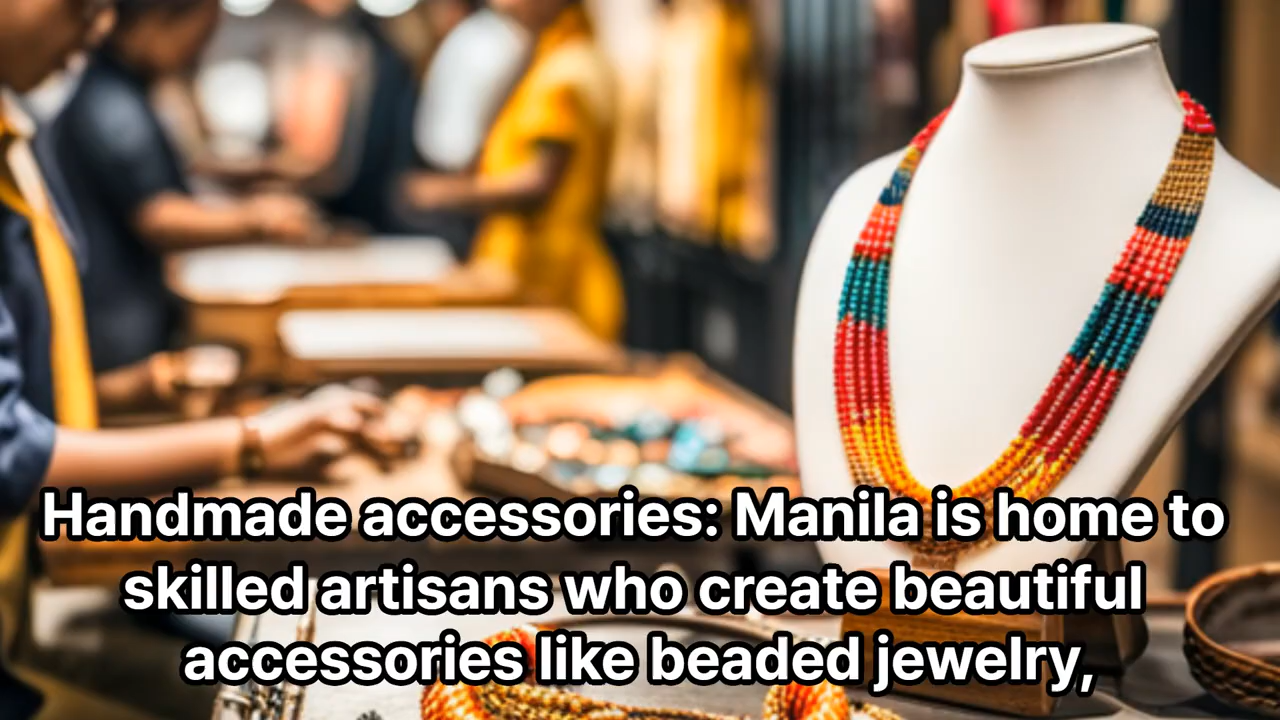 Handmade accessories: Manila is home to
skilled artisans who create beautiful
accessories like beaded jewelry,